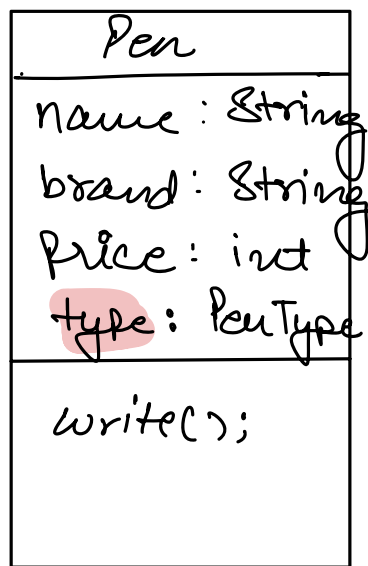 Pen
name : String
brand : String
Price : int
type : PenType
write();